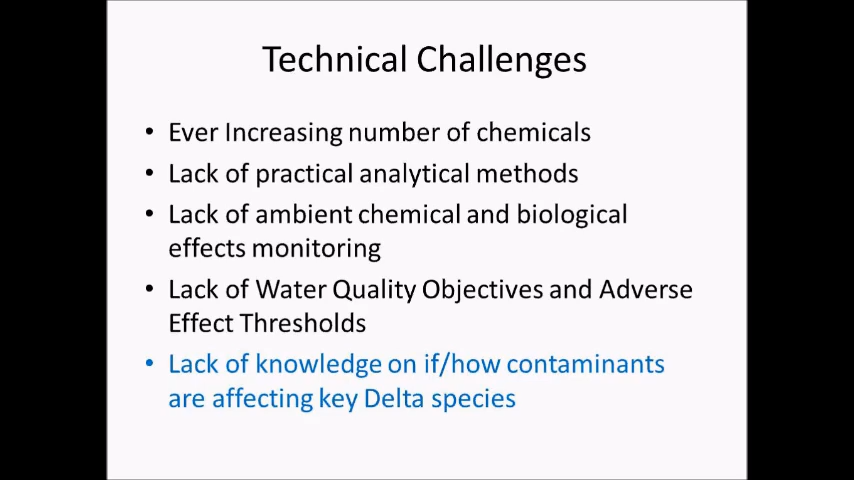 Technical Challenges
• Ever Increasing number of chemicals
• Lack of practical analytical methods
• Lack of ambient chemical and biological
effects monitoring
• Lack of Water Quality Objectives and Adverse
Effect Thresholds
• Lack of knowledge on if/how contaminants
are affecting key Delta species